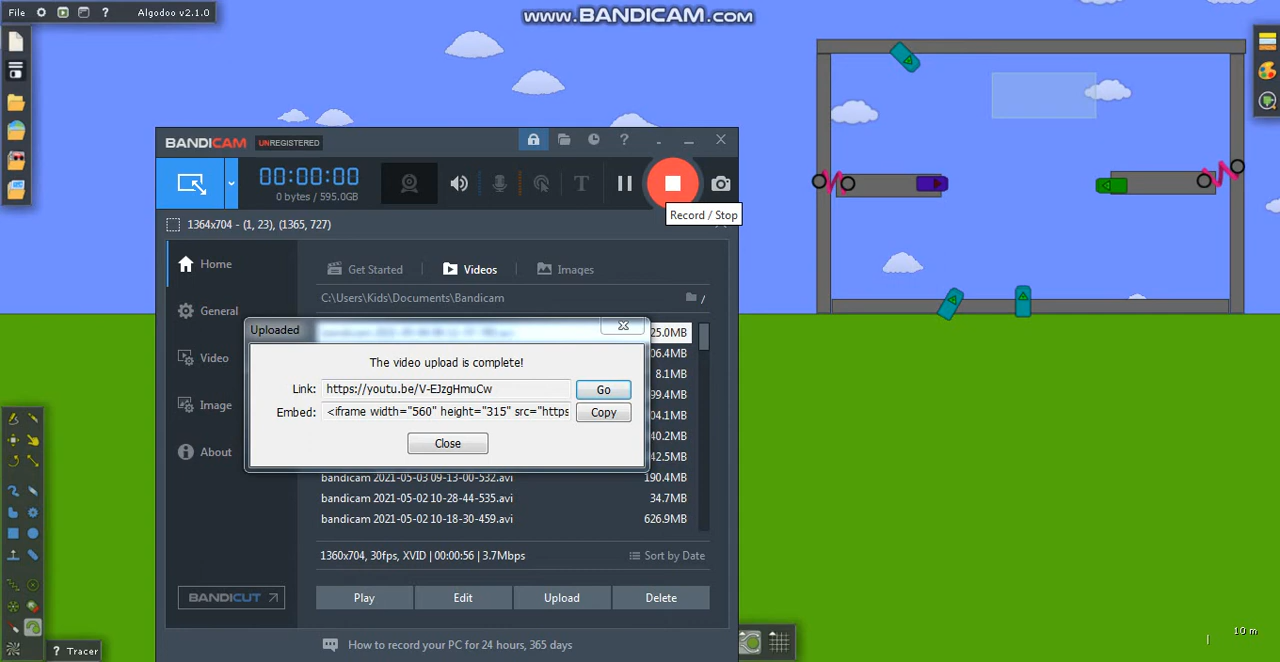 File ? Algodoo v2.1.0
www.BANDICAM.com
BANDICAM UNREGISTERED ?
00:00:00
0 bytes / 595.0GB
T
Record / Stop
1364x704 - (1, 23), (1365, 727)
Home
General
Video
Image
About
Get Started | Videos | Images
C:\Users\Kids\Documents\Bandicam /
Uploaded
25.0MB
The video upload is complete!
06.4MB
8.1MB
Link: https://youtu.be/V-EJzgHmuCw Go
99.4MB
Embed: <iframe width="560" height="315" src="https Copy
04.1MB
40.2MB
Close
42.5MB
bandicam 2021-05-03 09-13-00-532.avi 190.4MB
bandicam 2021-05-02 10-28-44-535.avi 34.7MB
bandicam 2021-05-02 10-18-30-459.avi 626.9MB
1360x704, 30fps, XVID | 00:00:56 | 3.7Mbps Sort by Date
BANDICUT Play Edit Upload Delete
How to record your PC for 24 hours, 365 days
? Tracer
10 m